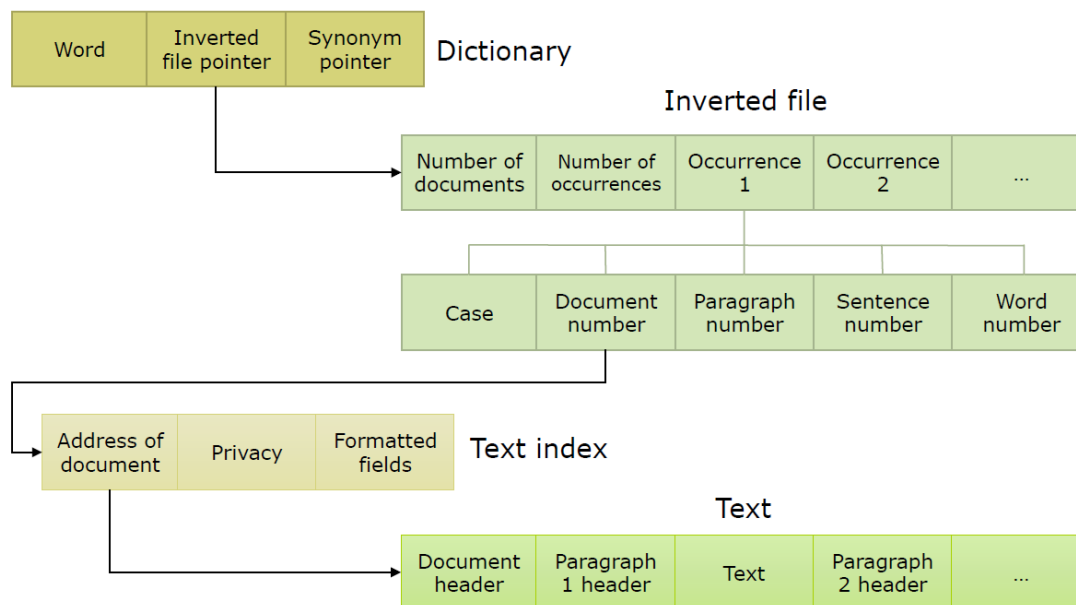 Word
Inverted
file pointer
Synonym
pointer
Dictionary
Inverted file
Number of
documents
Number of
occurrences
Occurrence
1
Occurrence
2
...
Case
Document
number
Paragraph
number
Sentence
number
Word
number
Address of
document
Privacy
Formatted
fields
Text index
Text
Document
header
Paragraph
1 header
Text
Paragraph
2 header
...